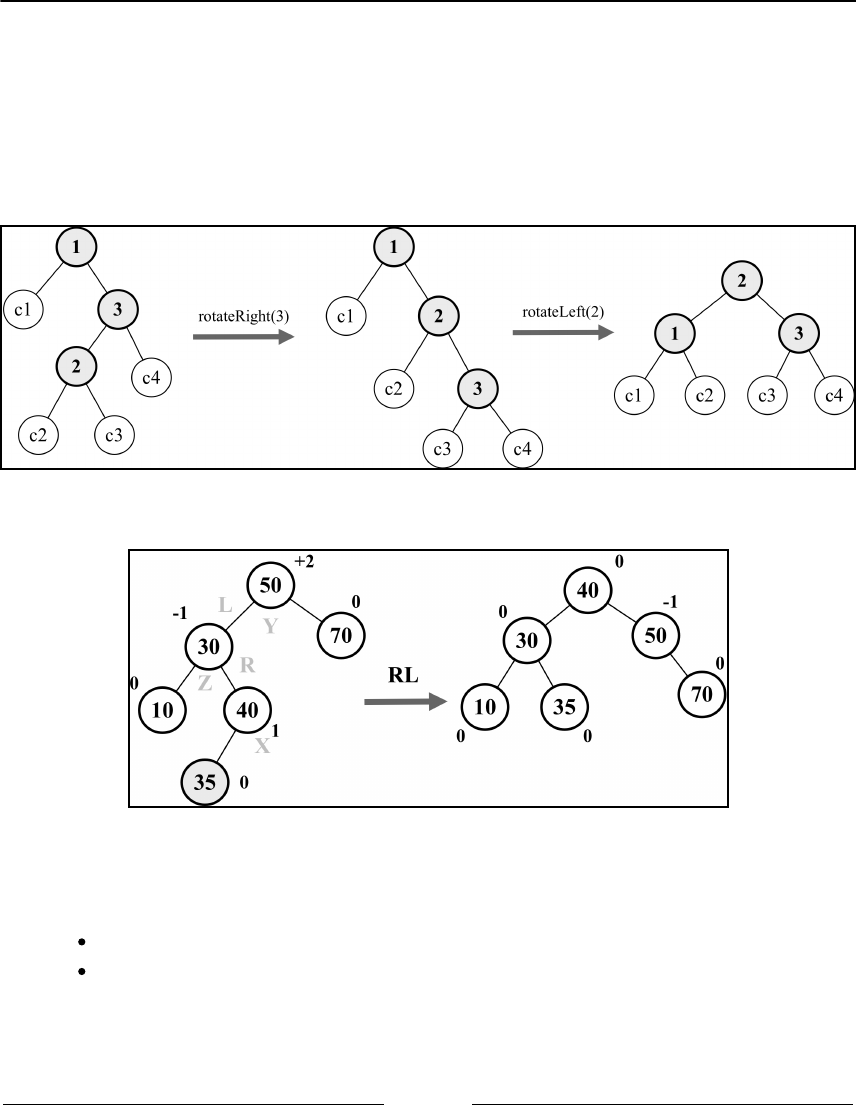 1 1
2
c1 3 rotateRight(3) c1 2 rotateLeft(2) 1 3
2 c4 c2 3 c1 c2 c3 c4
c2 c3 c3 c4
+2 0
50 40
L 0 0 -1
-1 Y 70 30 50
30 R RL 0
0 Z 10 35 70
10 40 0 0
X 1
35 0